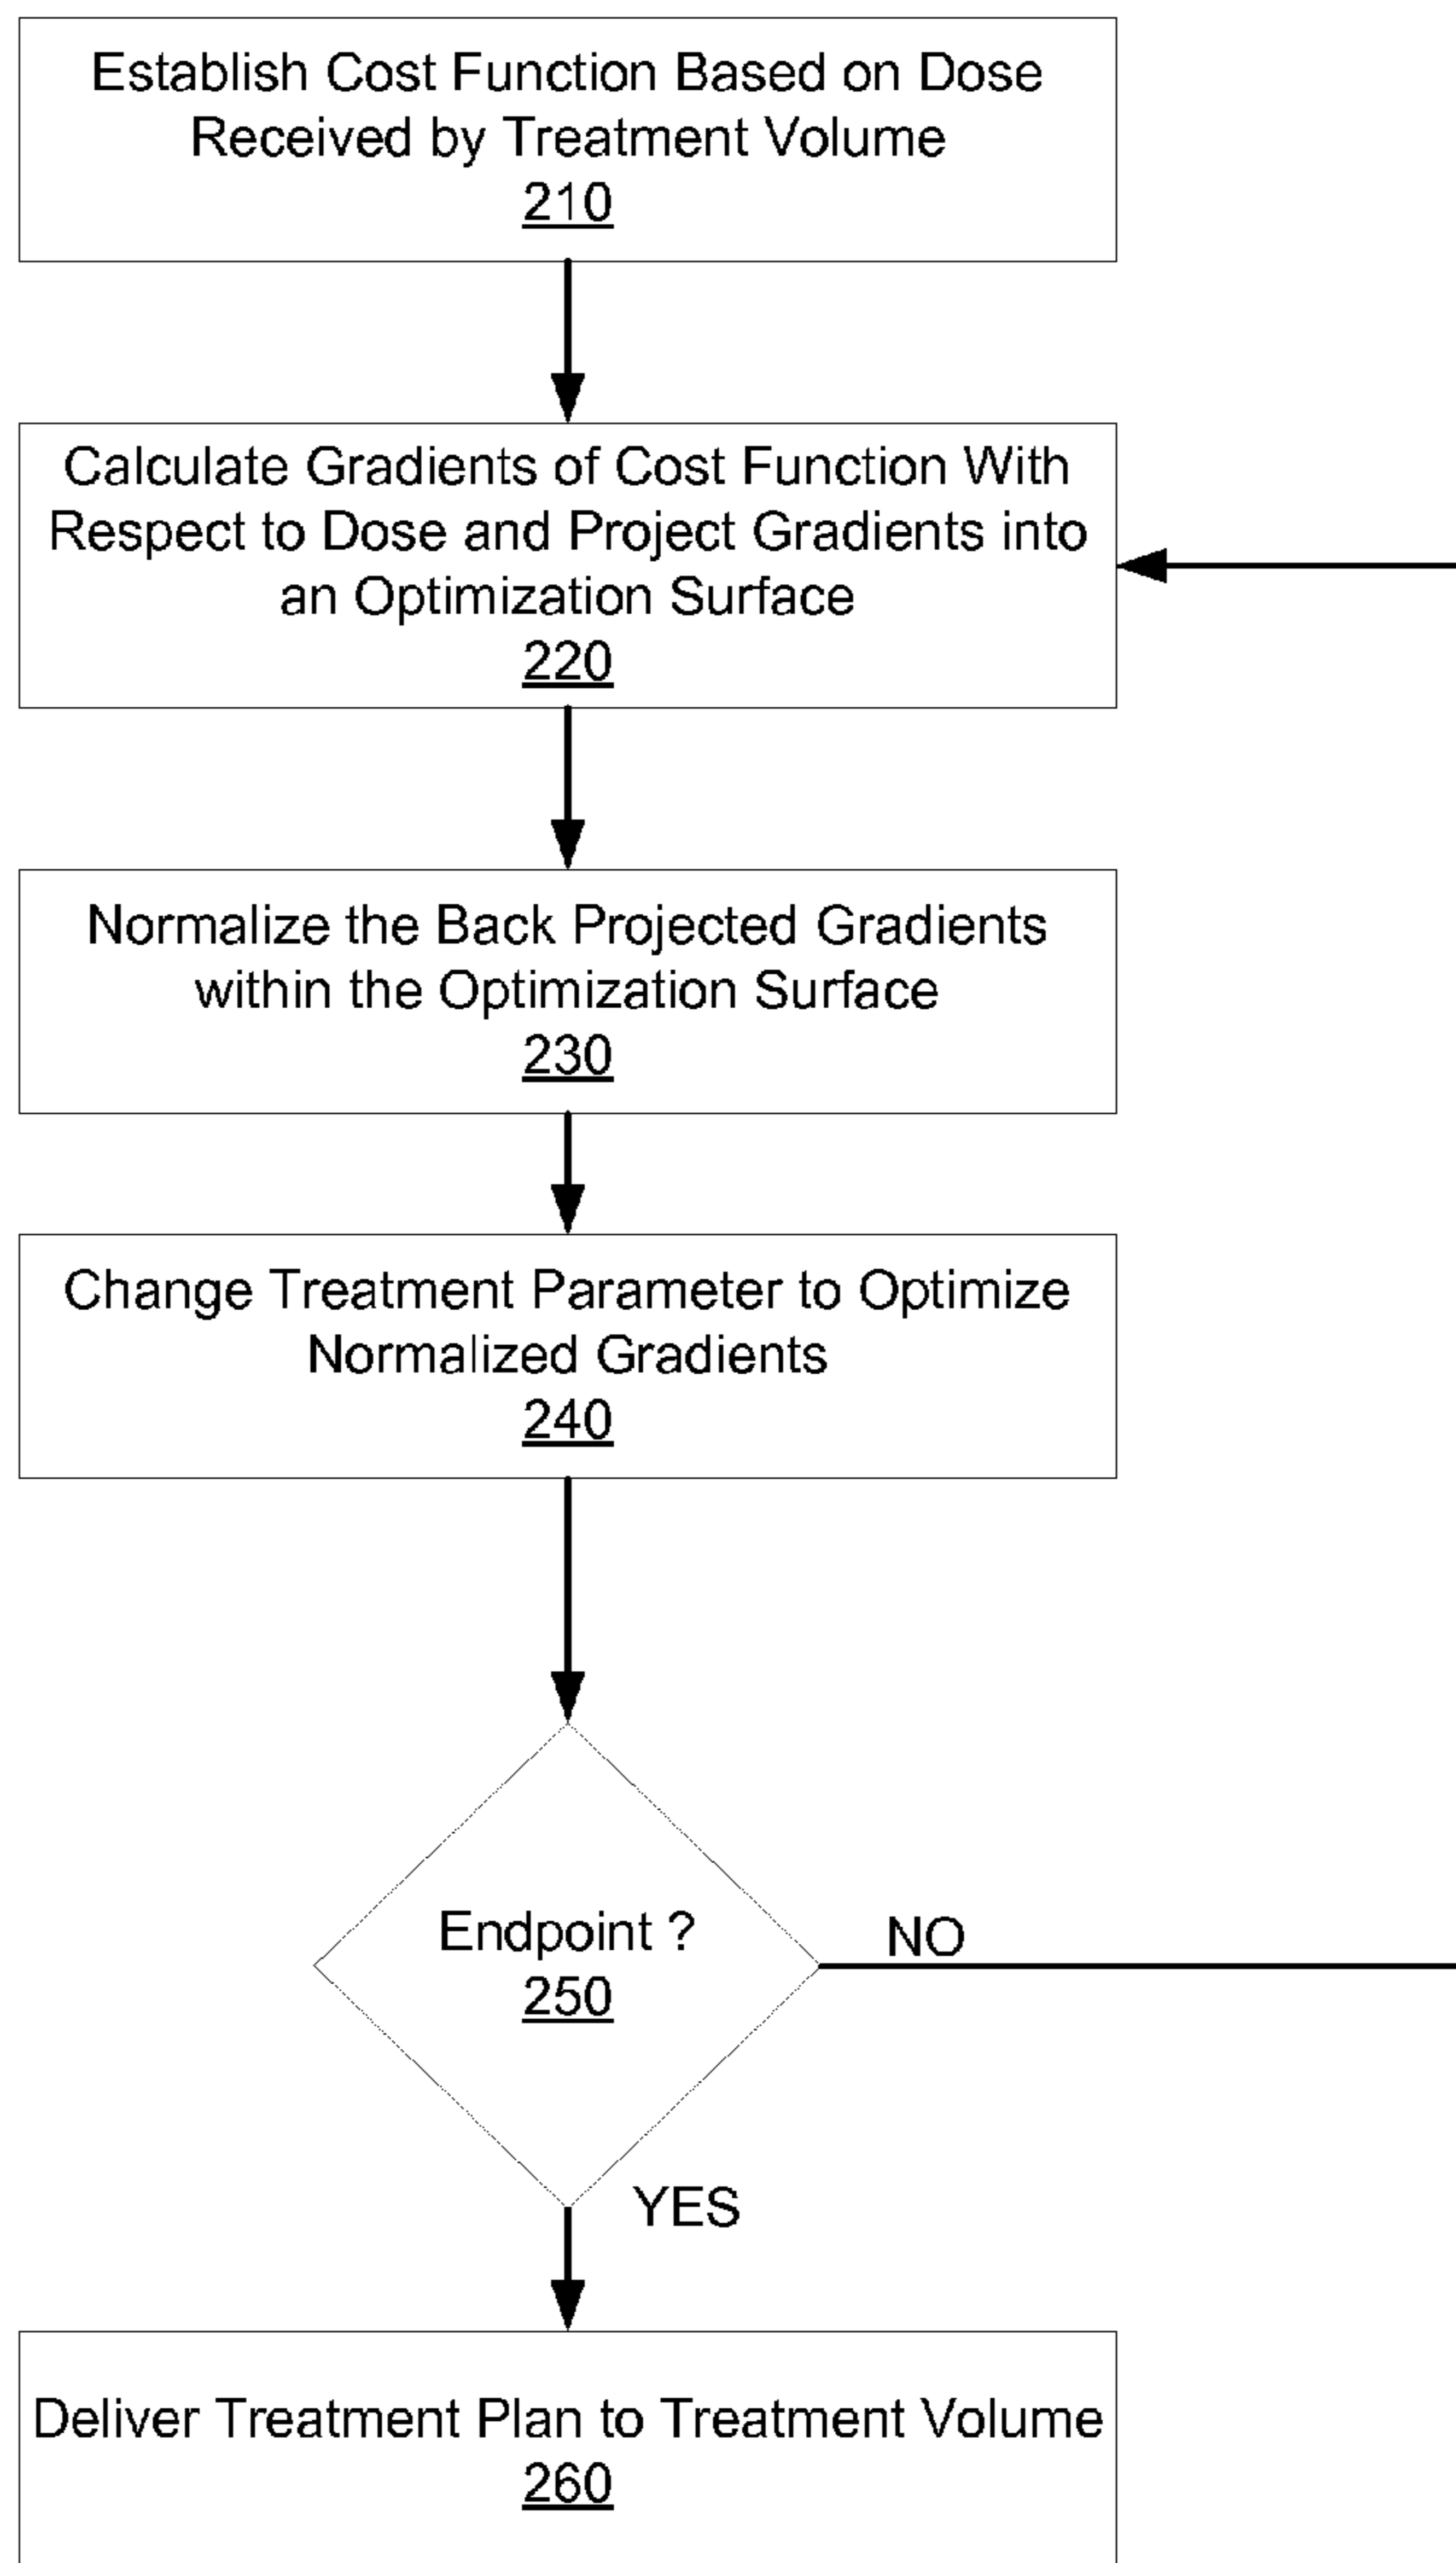 Establish Cost Function Based on Dose
Received by Treatment Volume
210
Calculate Gradients of Cost Function With
Respect to Dose and Project Gradients into
an Optimization Surface
220
Normalize the Back Projected Gradients
within the Optimization Surface
230
Change Treatment Parameter to Optimize
Normalized Gradients
240
Endpoint ?
250
NO
YES
Deliver Treatment Plan to Treatment Volume
260